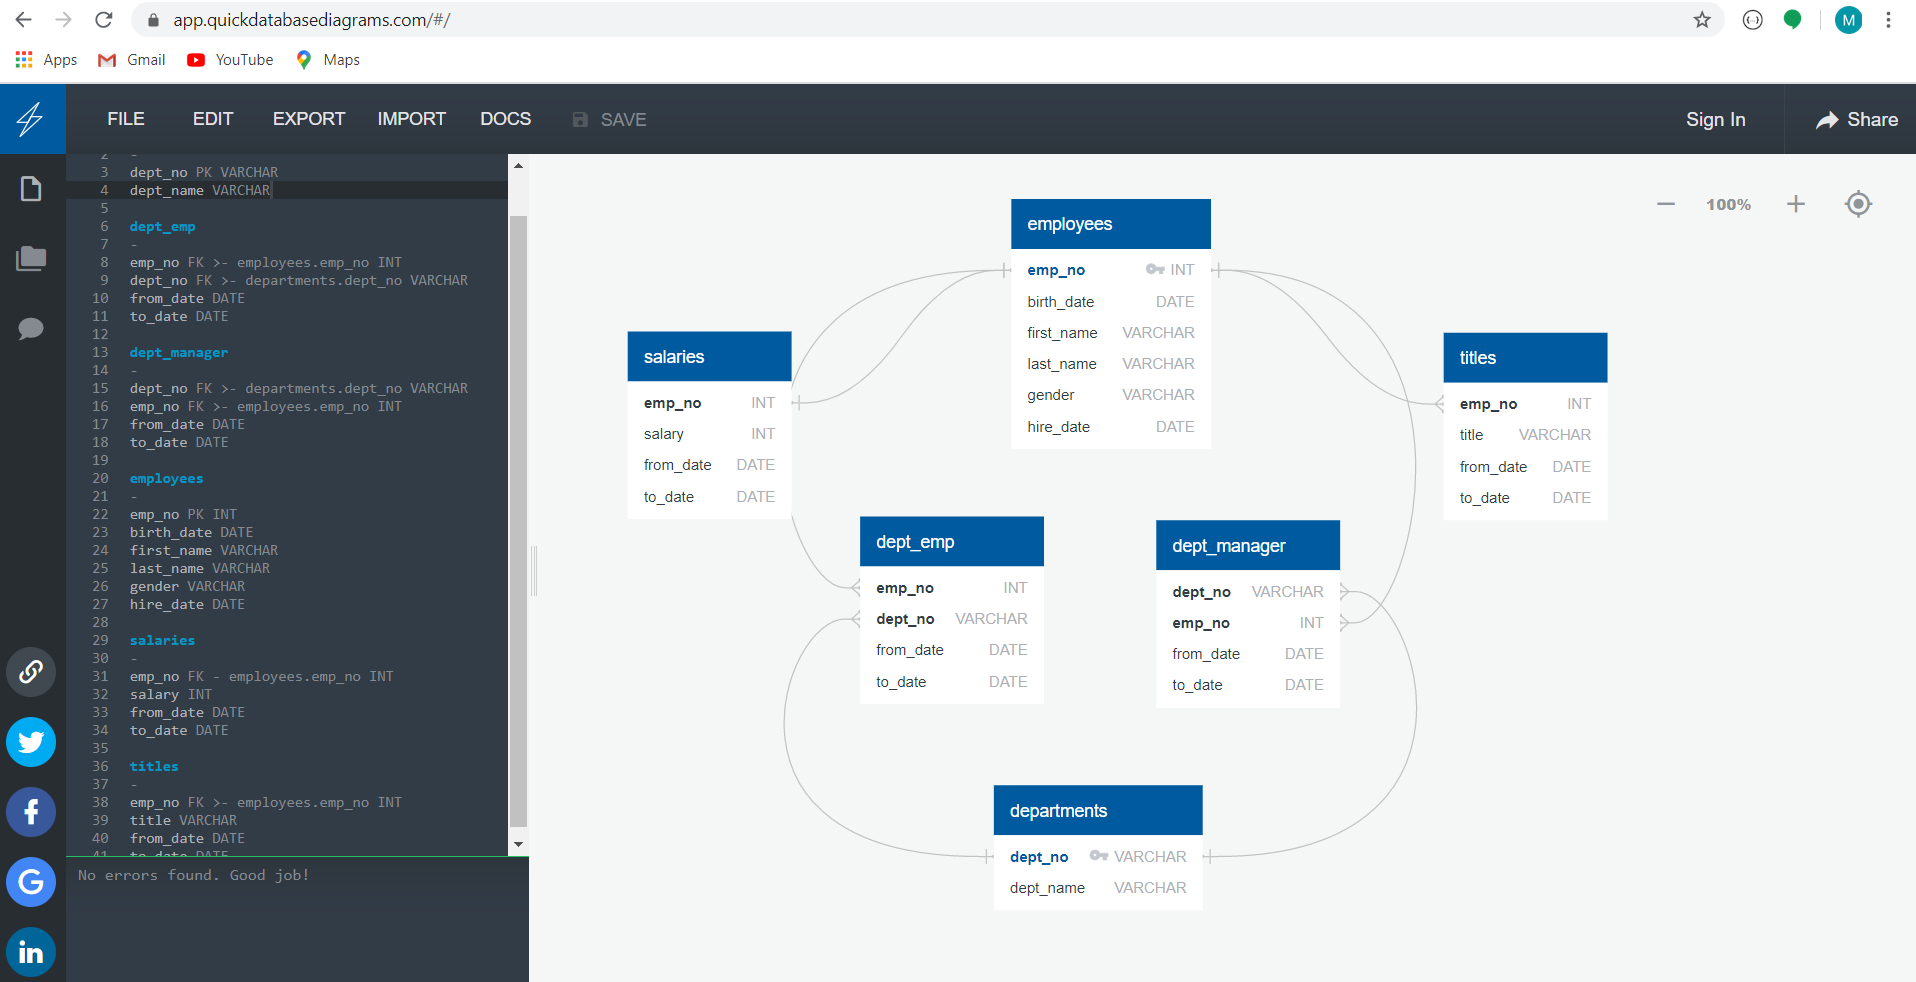 app.quickdatabasediagrams.com/#/
M
Apps Gmail YouTube Maps
FILE EDIT EXPORT IMPORT DOCS SAVE Sign In Share
2 -
3 dept_no PK VARCHAR
4 dept_name VARCHAR
5
6 dept_emp
7 -
8 emp_no FK >- employees.emp_no INT
9 dept_no FK >- departments.dept_no VARCHAR
10 from_date DATE
11 to_date DATE
12
13 dept_manager
14 -
15 dept_no FK >- departments.dept_no VARCHAR
16 emp_no FK >- employees.emp_no INT
17 from_date DATE
18 to_date DATE
19
20 employees
21 -
22 emp_no PK INT
23 birth_date DATE
24 first_name VARCHAR
25 last_name VARCHAR
26 gender VARCHAR
27 hire_date DATE
28
29 salaries
30 -
31 emp_no FK - employees.emp_no INT
32 salary INT
33 from_date DATE
34 to_date DATE
35
36 titles
37 -
38 emp_no FK >- employees.emp_no INT
39 title VARCHAR
40 from_date DATE
41 to_date DATE
No errors found. Good job!
100%
employees
emp_no INT
birth_date DATE
first_name VARCHAR
last_name VARCHAR
gender VARCHAR
hire_date DATE
salaries
emp_no INT
salary INT
from_date DATE
to_date DATE
titles
emp_no INT
title VARCHAR
from_date DATE
to_date DATE
dept_emp
emp_no INT
dept_no VARCHAR
from_date DATE
to_date DATE
dept_manager
dept_no VARCHAR
emp_no INT
from_date DATE
to_date DATE
departments
dept_no VARCHAR
dept_name VARCHAR